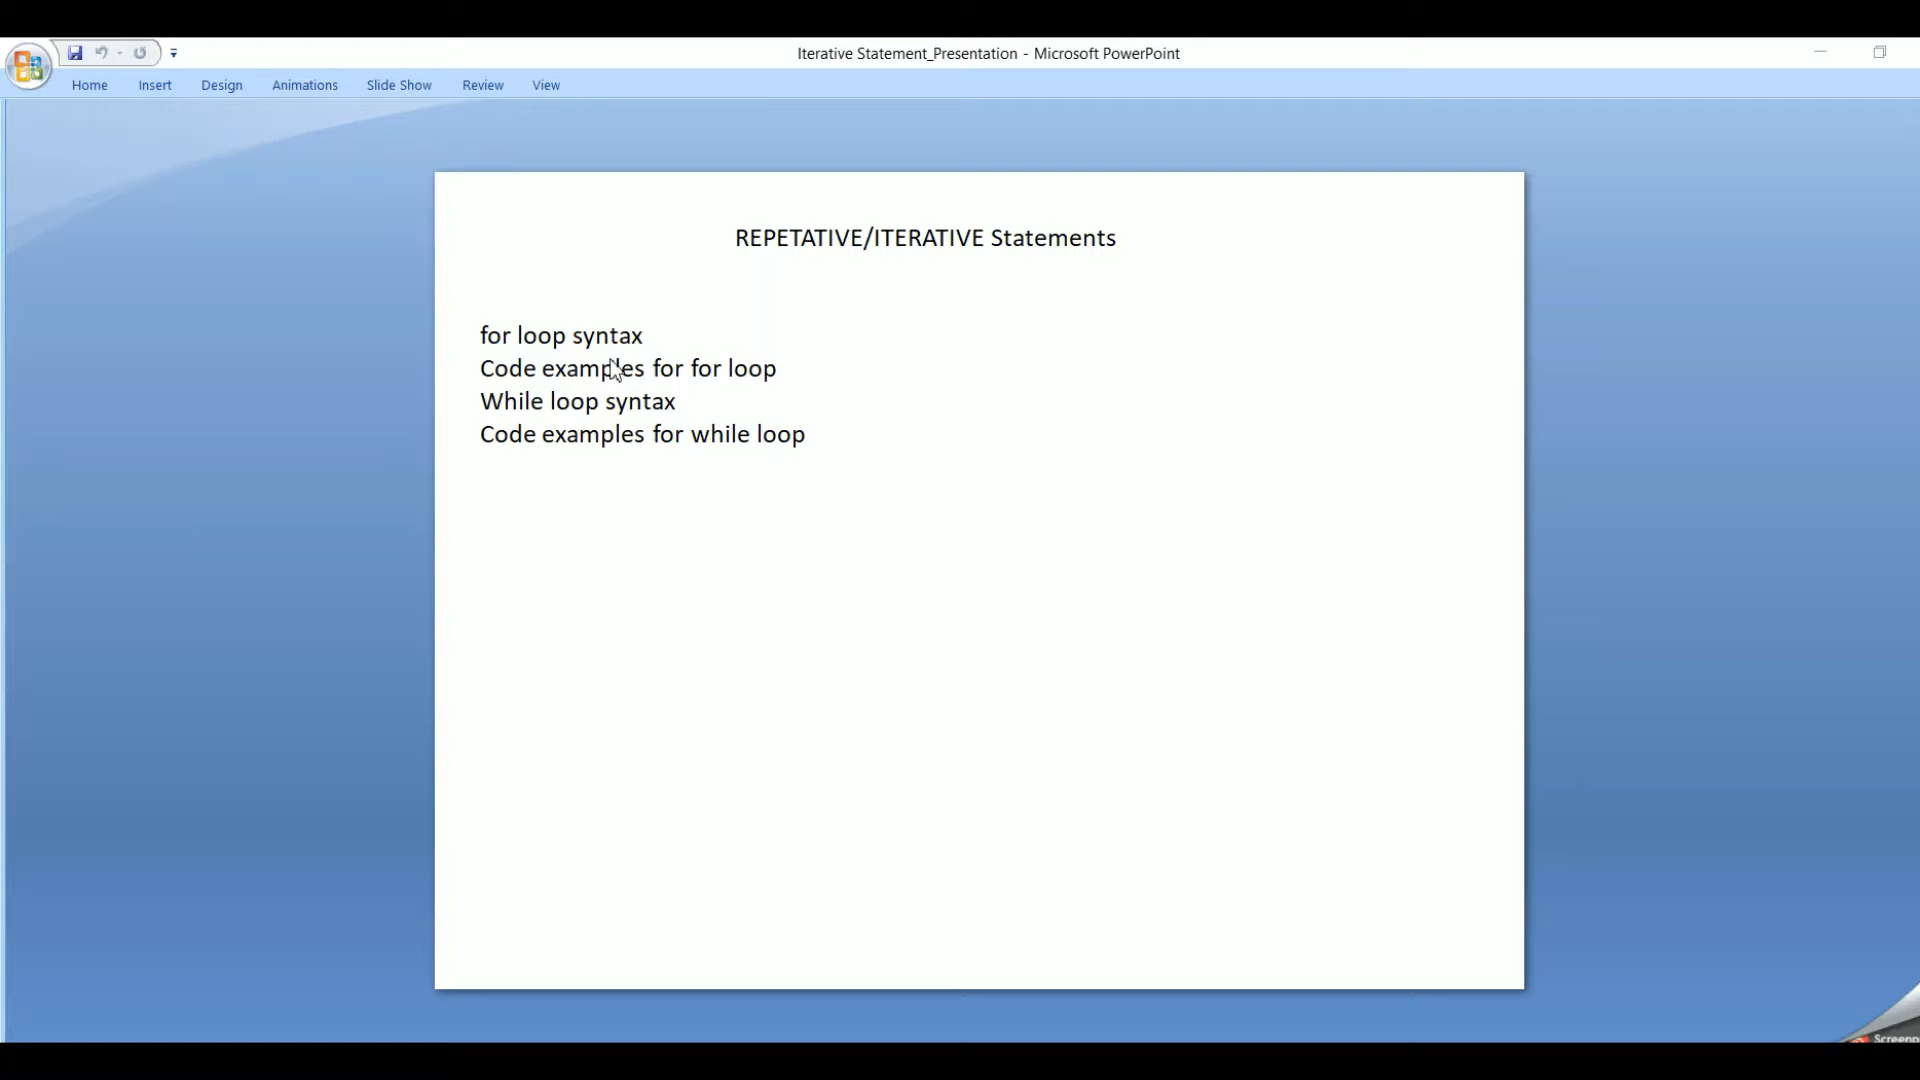 Iterative Statement_Presentation - Microsoft PowerPoint
Home Insert Design Animations Slide Show Review View
REPETATIVE/ITERATIVE Statements
for loop syntax
Code examples for for loop
While loop syntax
Code examples for while loop